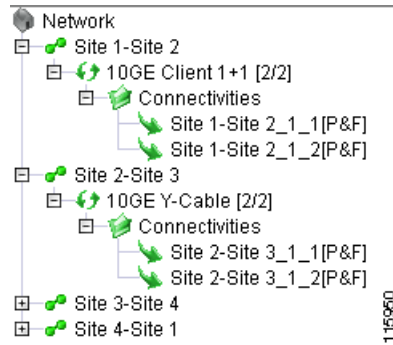 Network
Site 1-Site 2
10GE Client 1+1 [2/2]
Connectivities
Site 1-Site 2_1_1[P&F]
Site 1-Site 2_1_2[P&F]
Site 2-Site 3
10GE Y-Cable [2/2]
Connectivities
Site 2-Site 3_1_1[P&F]
Site 2-Site 3_1_2[P&F]
Site 3-Site 4
Site 4-Site 1
115950